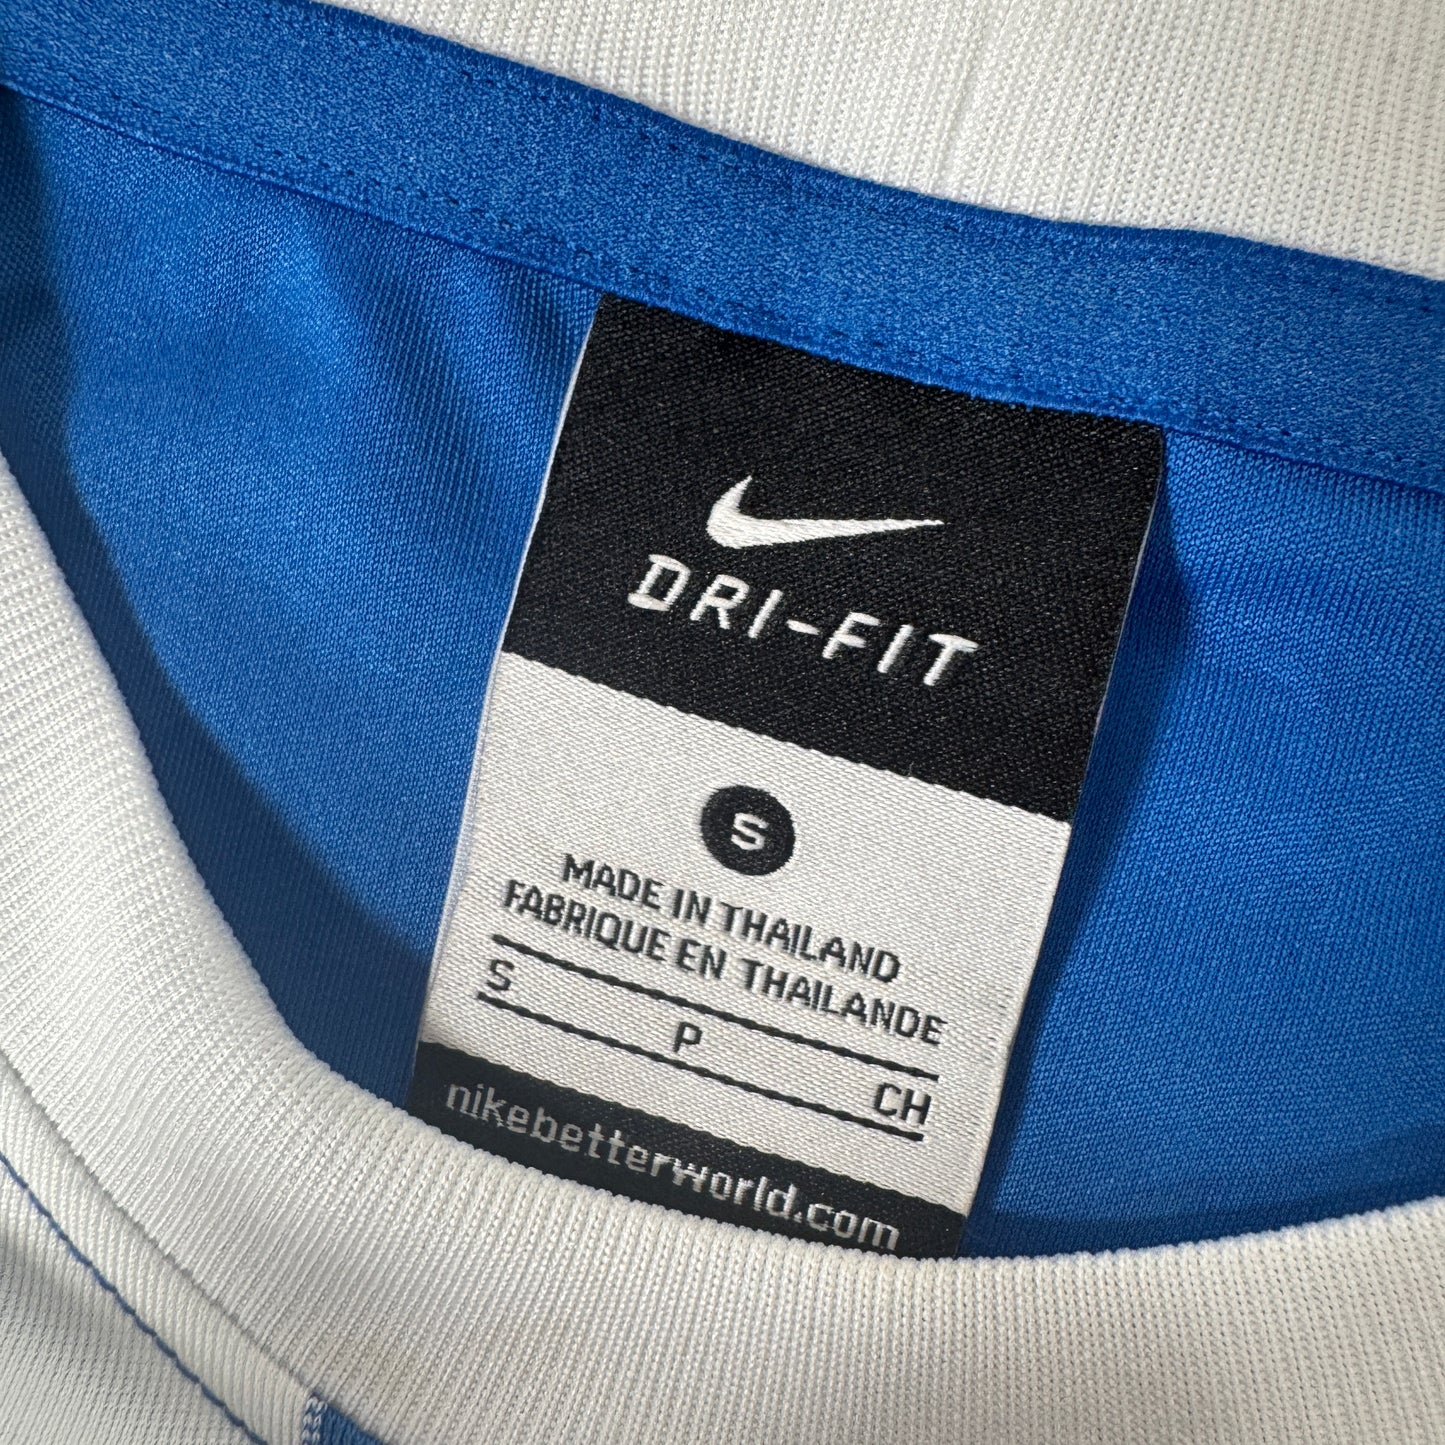 DRI-FIT
S
MADE IN THAILAND
FABRIQUE EN THAILANDE
S P CH
nikebetterworld.com